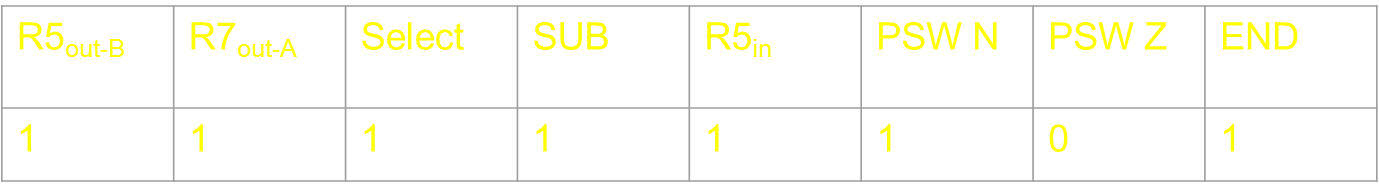 R5out-B R7out-A Select SUB R5in PSW N PSW Z END
1 1 1 1 1 1 0 1